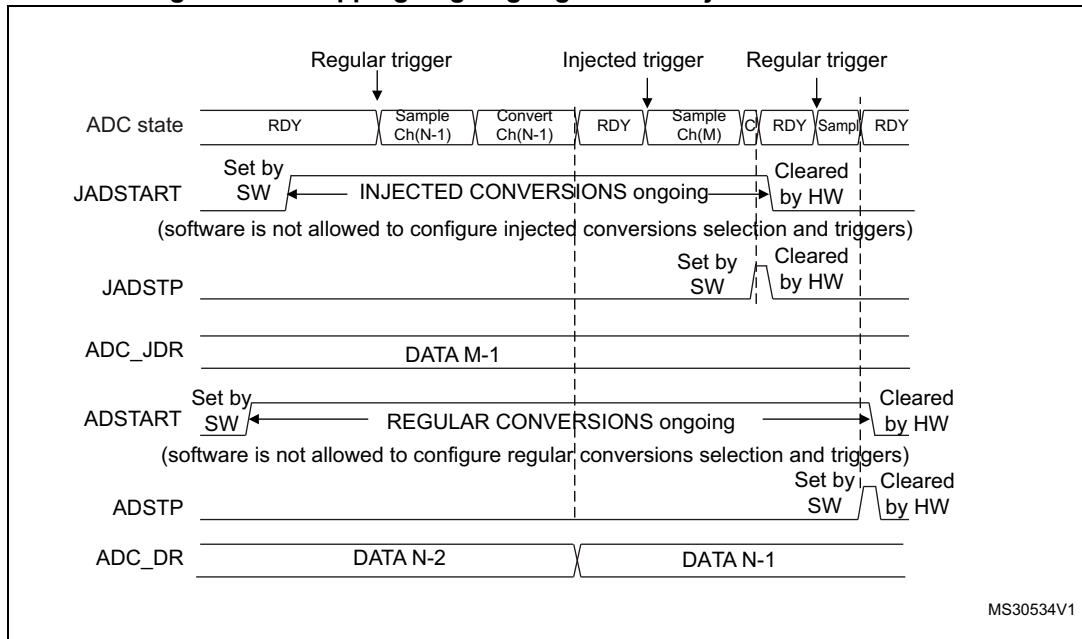 Regular trigger Injected trigger Regular trigger
ADC state RDY Sample Ch(N-1) Convert Ch(N-1) RDY Sample Ch(M) C RDY Sampl RDY
JADSTART Set by SW INJECTED CONVERSIONS ongoing Cleared by HW
(software is not allowed to configure injected conversions selection and triggers)
JADSTP Set by SW Cleared by HW
ADC_JDR DATA M-1
ADSTART Set by SW REGULAR CONVERSIONS ongoing Cleared by HW
(software is not allowed to configure regular conversions selection and triggers)
ADSTP Set by SW Cleared by HW
ADC_DR DATA N-2 DATA N-1
MS30534V1